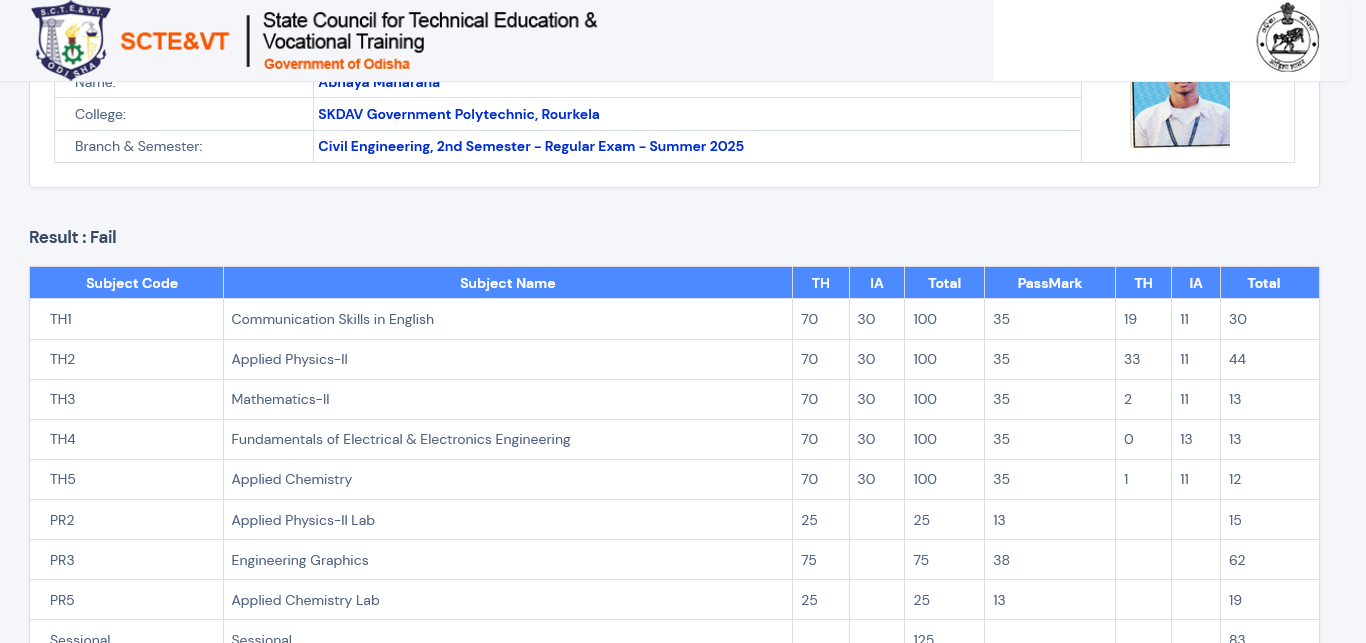 S.C.T.E.&V.T.
ODISHA
SCTE&VT
State Council for Technical Education &
Vocational Training
Government of Odisha
Name: Abhaya Maharana
College: SKDAV Government Polytechnic, Rourkela
Branch & Semester: Civil Engineering, 2nd Semester - Regular Exam - Summer 2025
Result : Fail
Subject Code Subject Name TH IA Total PassMark TH IA Total
TH1 Communication Skills in English 70 30 100 35 19 11 30
TH2 Applied Physics-II 70 30 100 35 33 11 44
TH3 Mathematics-II 70 30 100 35 2 11 13
TH4 Fundamentals of Electrical & Electronics Engineering 70 30 100 35 0 13 13
TH5 Applied Chemistry 70 30 100 35 1 11 12
PR2 Applied Physics-II Lab 25 25 13 15
PR3 Engineering Graphics 75 75 38 62
PR5 Applied Chemistry Lab 25 25 13 19
Sessional Sessional 125 83